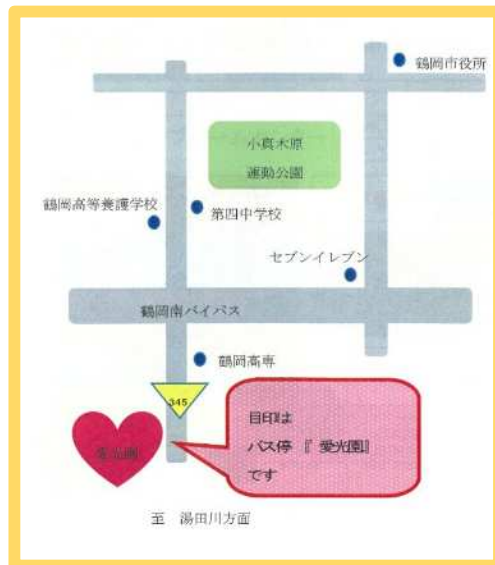 鶴岡市役所
小真木原
運動公園
鶴岡高等養護学校
第四中学校
セブンイレブン
鶴岡南バイパス
鶴岡高専
345
目印は
バス停 『 愛光園』
です
愛光園
至 湯田川方面